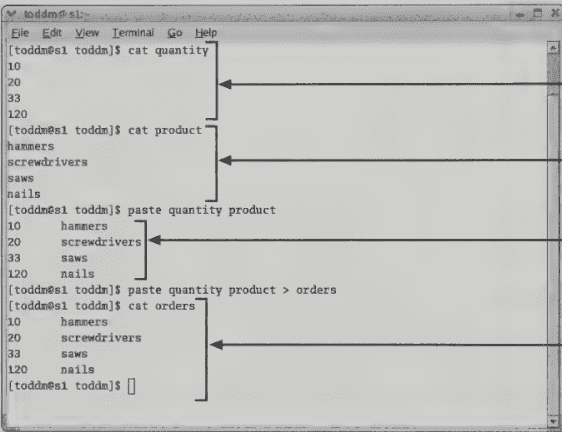 toddm@s1:~
File Edit View Terminal Go Help
[toddm@s1 toddm]$ cat quantity
10
20
33
120
[toddm@s1 toddm]$ cat product
hammers
screwdrivers
saws
nails
[toddm@s1 toddm]$ paste quantity product
10 hammers
20 screwdrivers
33 saws
120 nails
[toddm@s1 toddm]$ paste quantity product > orders
[toddm@s1 toddm]$ cat orders
10 hammers
20 screwdrivers
33 saws
120 nails
[toddm@s1 toddm]$